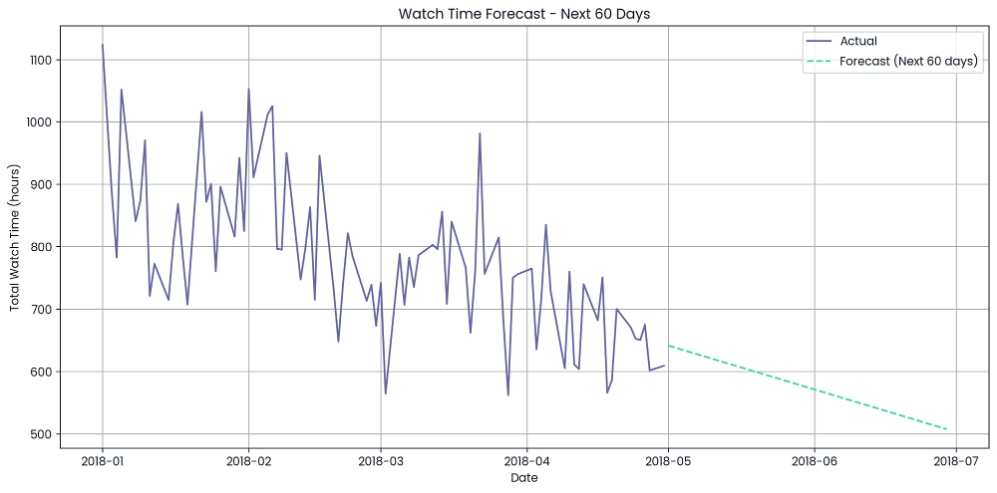 Watch Time Forecast - Next 60 Days
Actual
Forecast (Next 60 days)
Total Watch Time (hours)
1100
1000
900
800
700
600
500
2018-01
2018-02
2018-03
2018-04
2018-05
2018-06
2018-07
Date